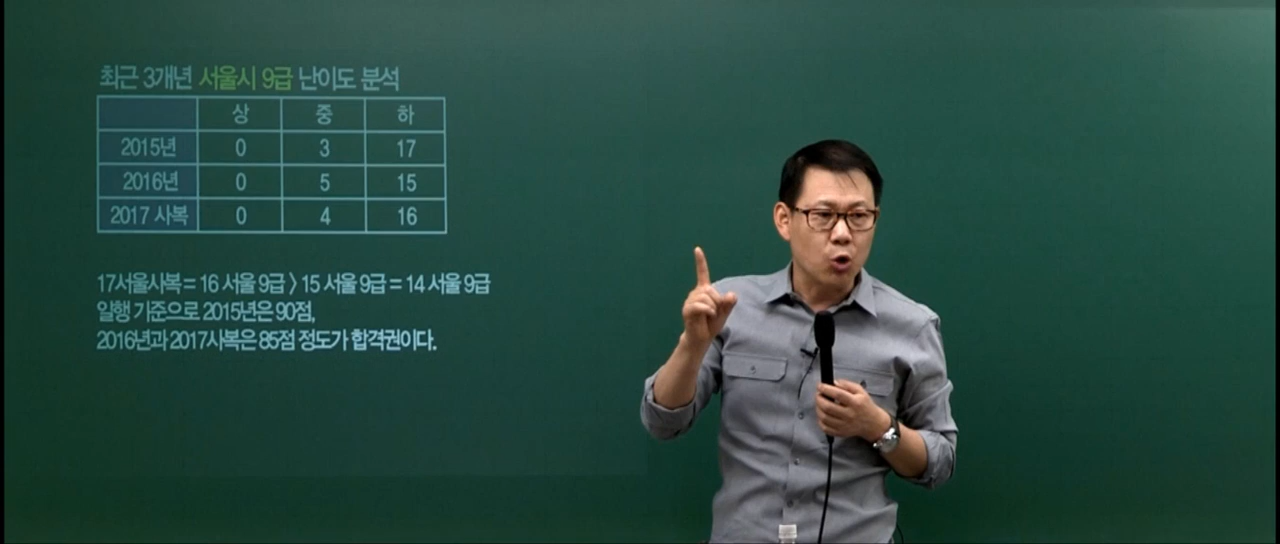 최근 3개년 서울시 9급 난이도 분석
상 중 하
2015년 0 3 17
2016년 0 5 15
2017 사복 0 4 16
17서울사복 = 16 서울 9급 > 15 서울 9급 = 14 서울 9급
일행 기준으로 2015년은 90점,
2016년과 2017사복은 85점 정도가 합격권이다.